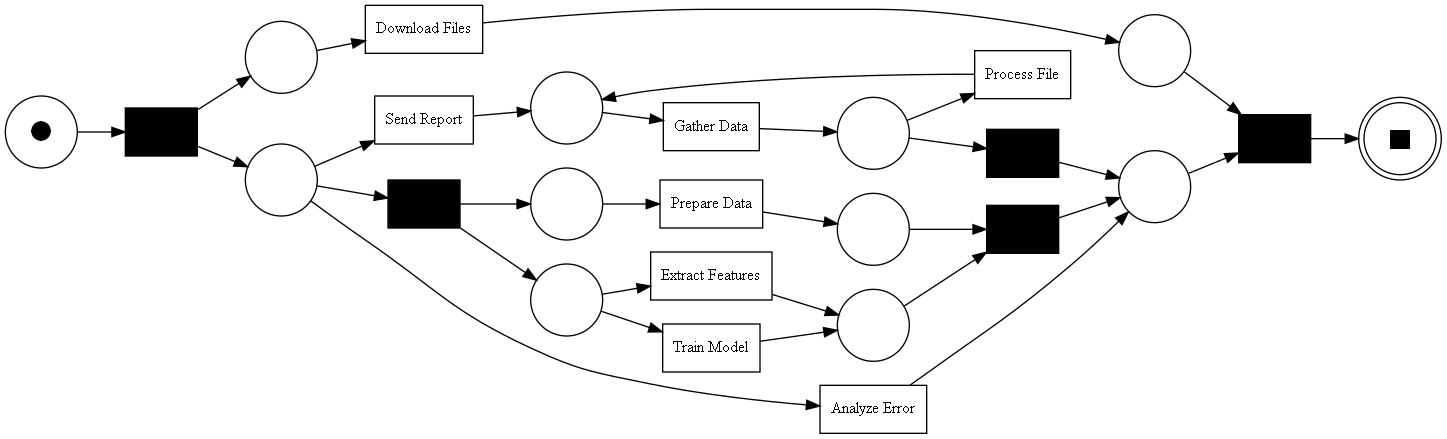 Download Files
Process File
Send Report
Gather Data
Prepare Data
Extract Features
Train Model
Analyze Error